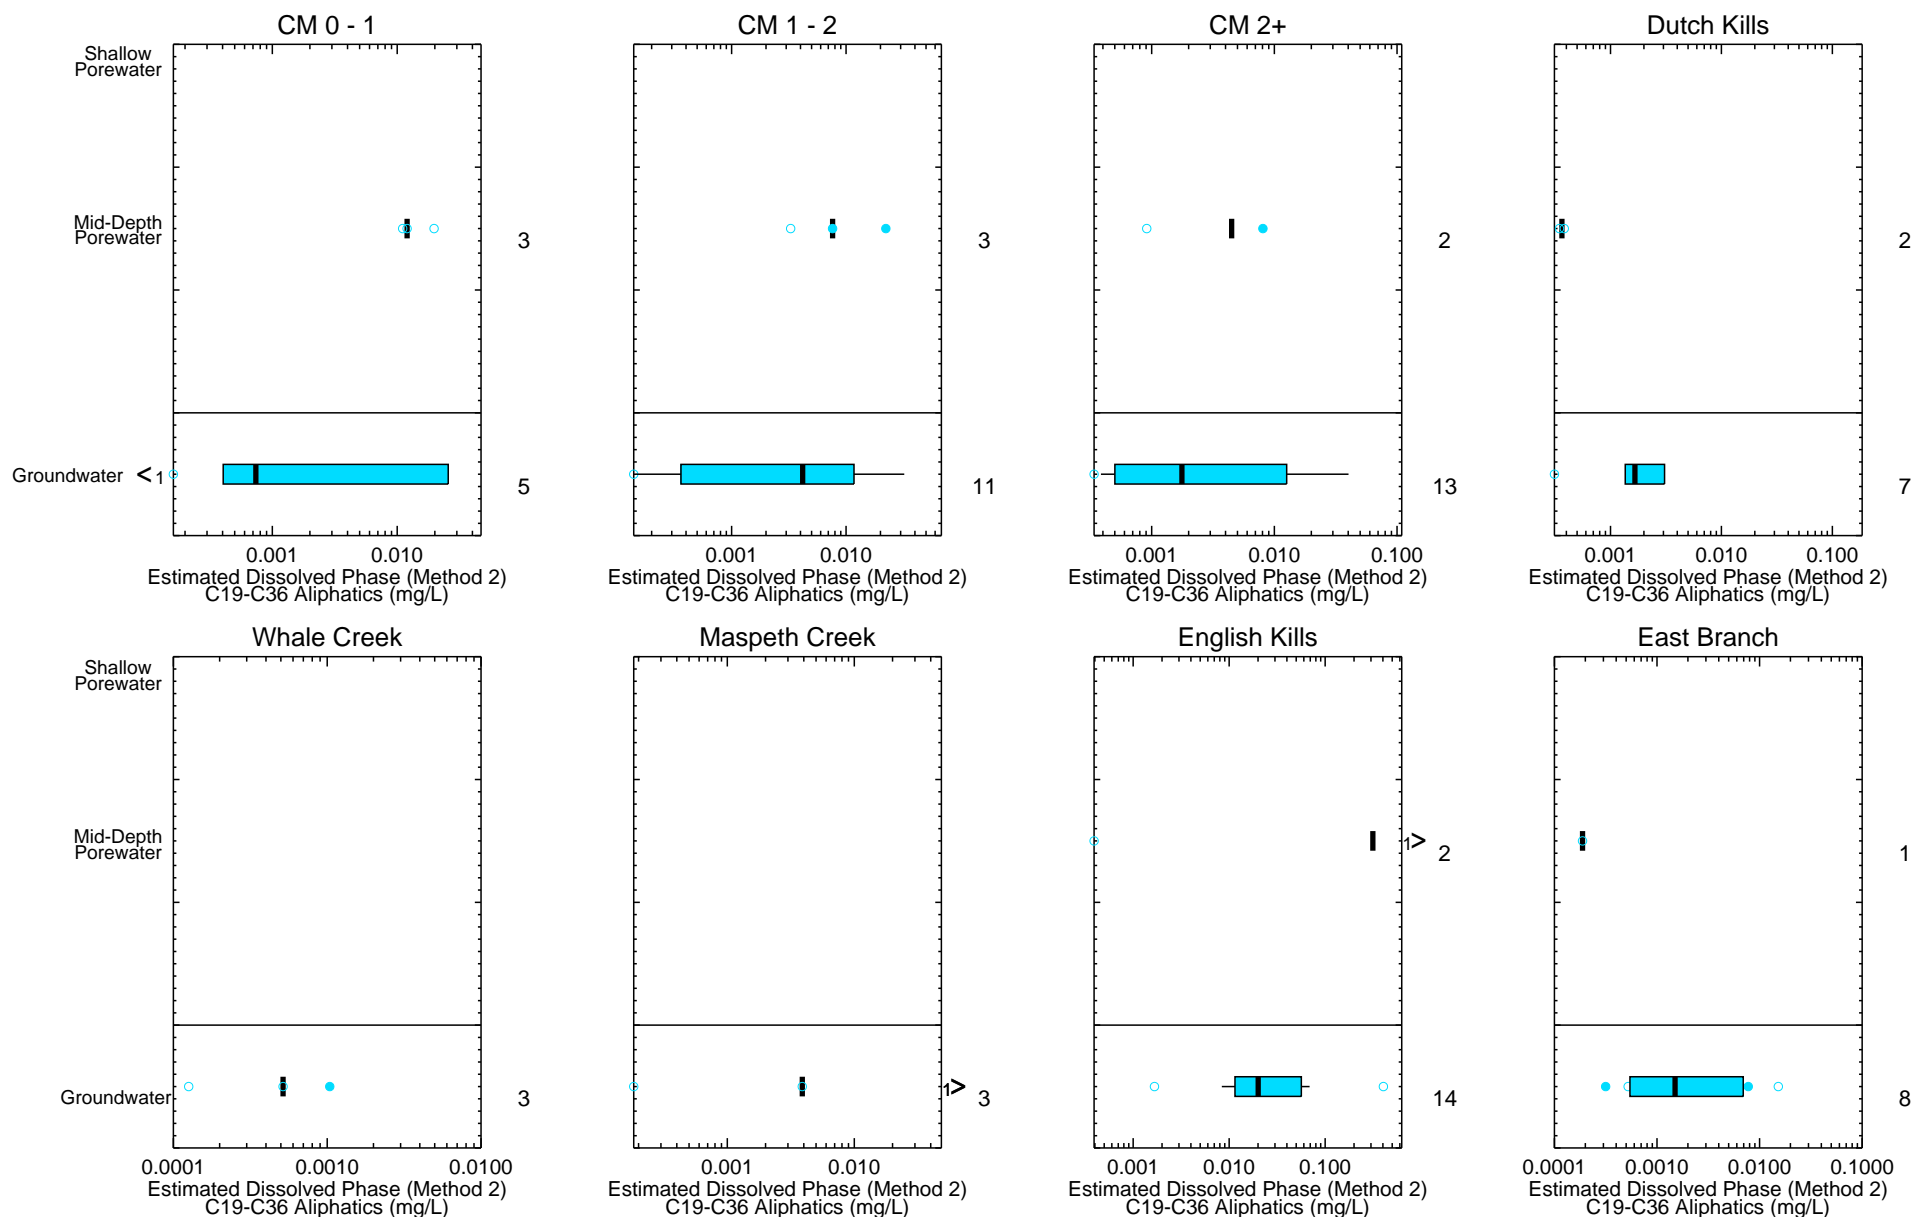 CM 0 - 1
CM 1 - 2
CM 2+
Dutch Kills
Shallow
Porewater
Mid-Depth
Porewater
3
3
2
2
Groundwater
< 1
5
11
13
7
0.001 0.010
0.001 0.010
0.001 0.010 0.100
0.001 0.010 0.100
Estimated Dissolved Phase (Method 2)
C19-C36 Aliphatics (mg/L)
Estimated Dissolved Phase (Method 2)
C19-C36 Aliphatics (mg/L)
Estimated Dissolved Phase (Method 2)
C19-C36 Aliphatics (mg/L)
Estimated Dissolved Phase (Method 2)
C19-C36 Aliphatics (mg/L)
Whale Creek
Maspeth Creek
English Kills
East Branch
Shallow
Porewater
Mid-Depth
Porewater
1>
2
1
Groundwater
3
1>
3
14
8
0.0001 0.0010 0.0100
0.001 0.010
0.001 0.010 0.100
0.0001 0.0010 0.0100 0.1000
Estimated Dissolved Phase (Method 2)
C19-C36 Aliphatics (mg/L)
Estimated Dissolved Phase (Method 2)
C19-C36 Aliphatics (mg/L)
Estimated Dissolved Phase (Method 2)
C19-C36 Aliphatics (mg/L)
Estimated Dissolved Phase (Method 2)
C19-C36 Aliphatics (mg/L)